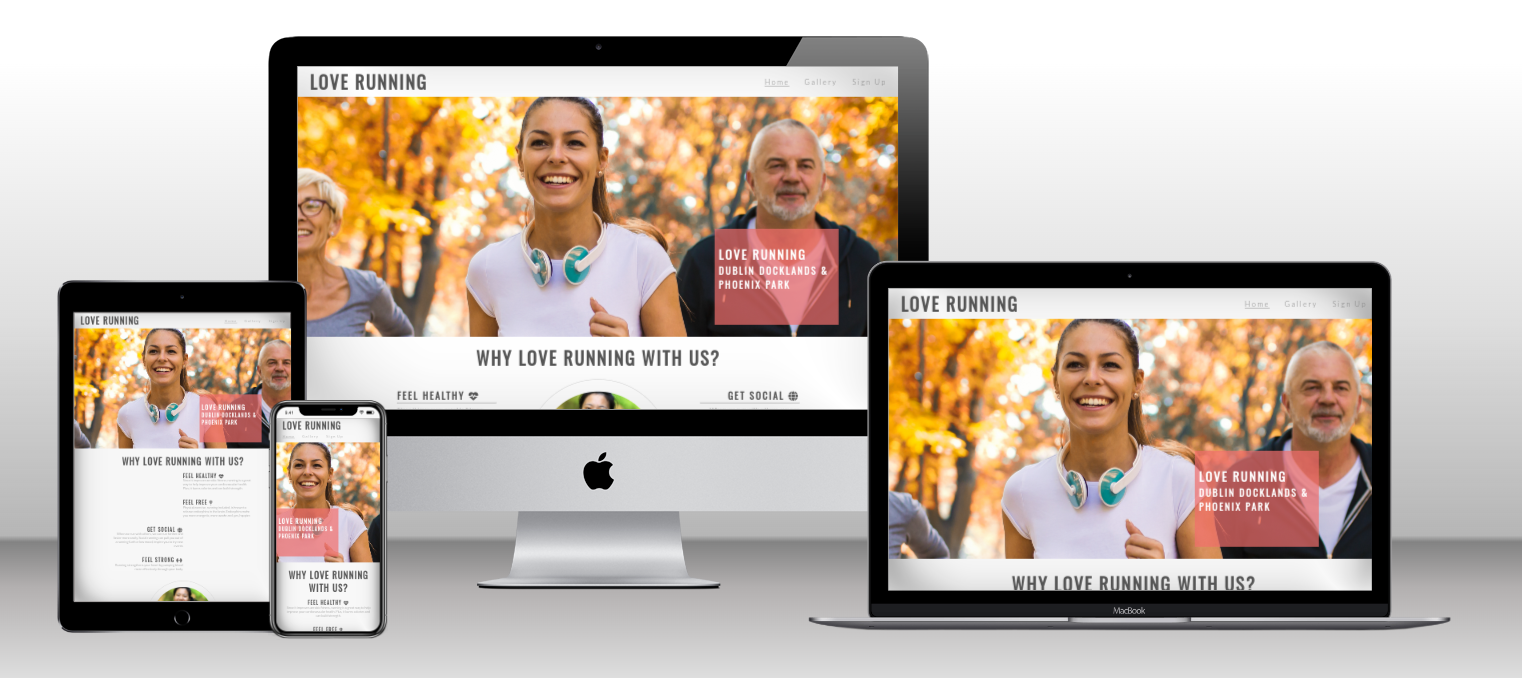 LOVE RUNNING
Home Gallery Sign Up
LOVE RUNNING
DUBLIN DOCKLANDS &
PHOENIX PARK
WHY LOVE RUNNING WITH US?
FEEL HEALTHY
GET SOCIAL
LOVE RUNNING
LOVE RUNNING
DUBLIN DOCKLANDS &
PHOENIX PARK
WHY LOVE RUNNING WITH US?
FEEL HEALTHY
FEEL FREE
GET SOCIAL
FEEL STRONG
LOVE RUNNING
LOVE RUNNING
DUBLIN DOCKLANDS &
PHOENIX PARK
WHY LOVE RUNNING
WITH US?
FEEL HEALTHY
FEEL FREE
LOVE RUNNING
Home Gallery Sign Up
LOVE RUNNING
DUBLIN DOCKLANDS &
PHOENIX PARK
WHY LOVE RUNNING WITH US?
MacBook